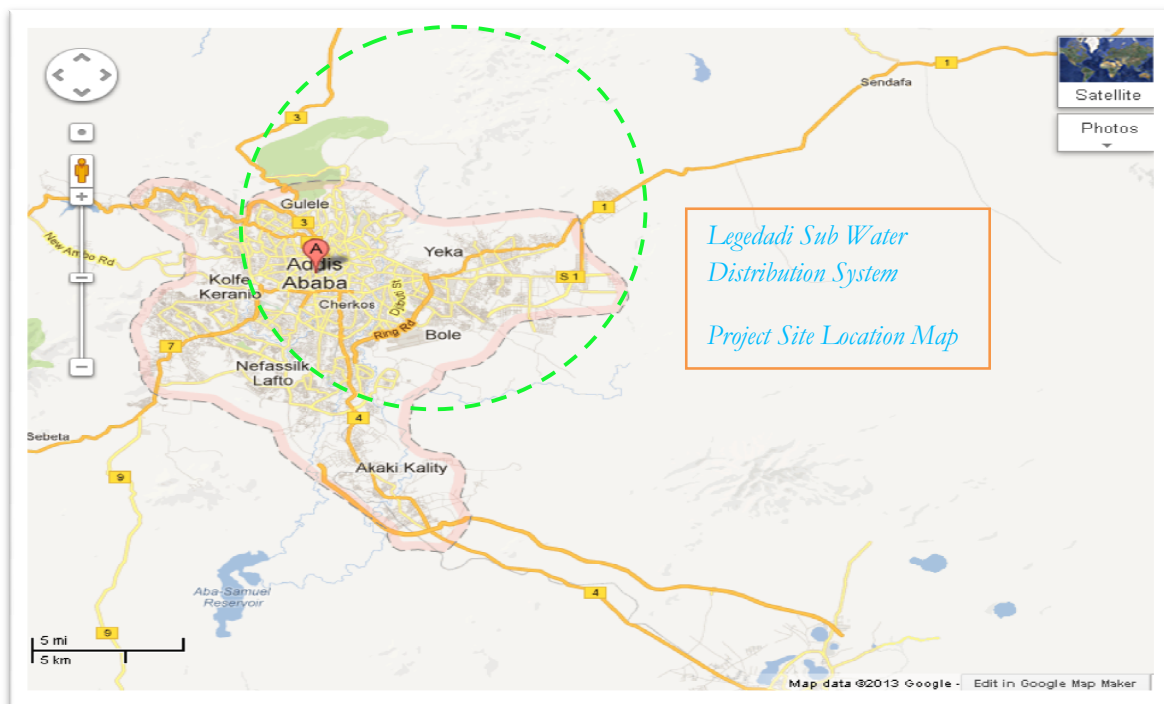 1
Sendafa
Satellite
Photos
3
Gulele
1
3
New Ambo Rd
A
Yeka
Addis
Ababa
S 1
Kolfe
Keranio
Cherkos
Djibuti St
Ring Rd
Bole
7
Nefassilk
Lafto
4
Sebeta
Akaki Kality
9
Aba-Samuel
Reservoir
4
9
5 mi
5 km
Legedadi Sub Water
Distribution System
Project Site Location Map
Map data ©2013 Google -
Edit in Google Map Maker